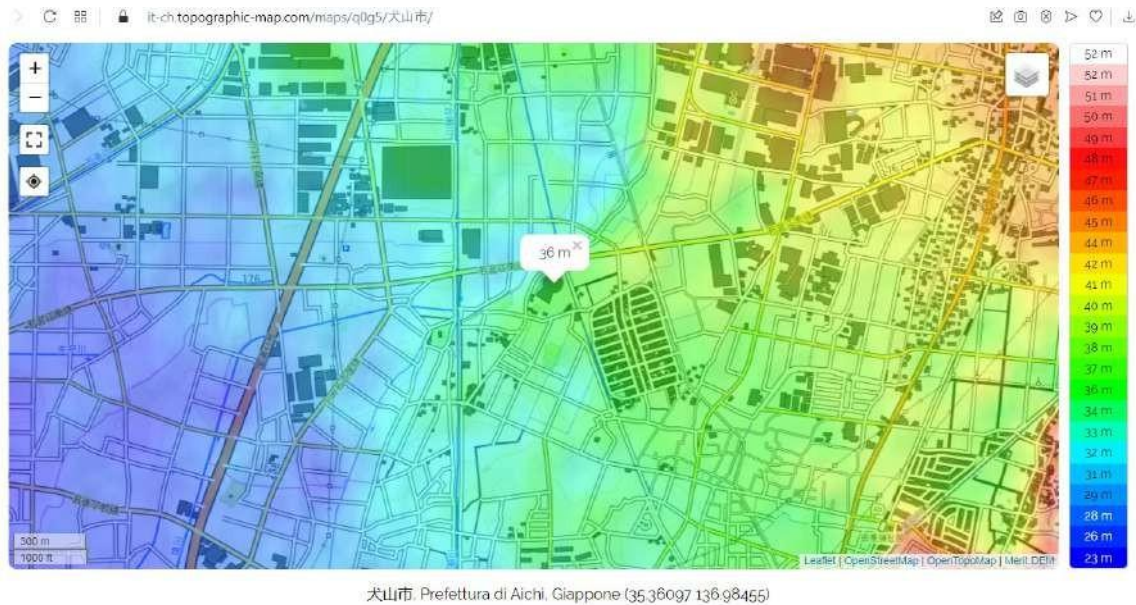 it-ch.topographic-map.com/maps/q0g5/犬山市/
+
−
36 m ×
176
300 m
1000 ft
Leaflet | OpenStreetMap | OpenTopoMap | Merit DEM
52 m
52 m
51 m
50 m
49 m
48 m
47 m
46 m
45 m
44 m
42 m
41 m
40 m
39 m
38 m
37 m
36 m
34 m
33 m
32 m
31 m
29 m
28 m
26 m
23 m
犬山市, Prefettura di Aichi, Giappone (35.36097 136.98455)